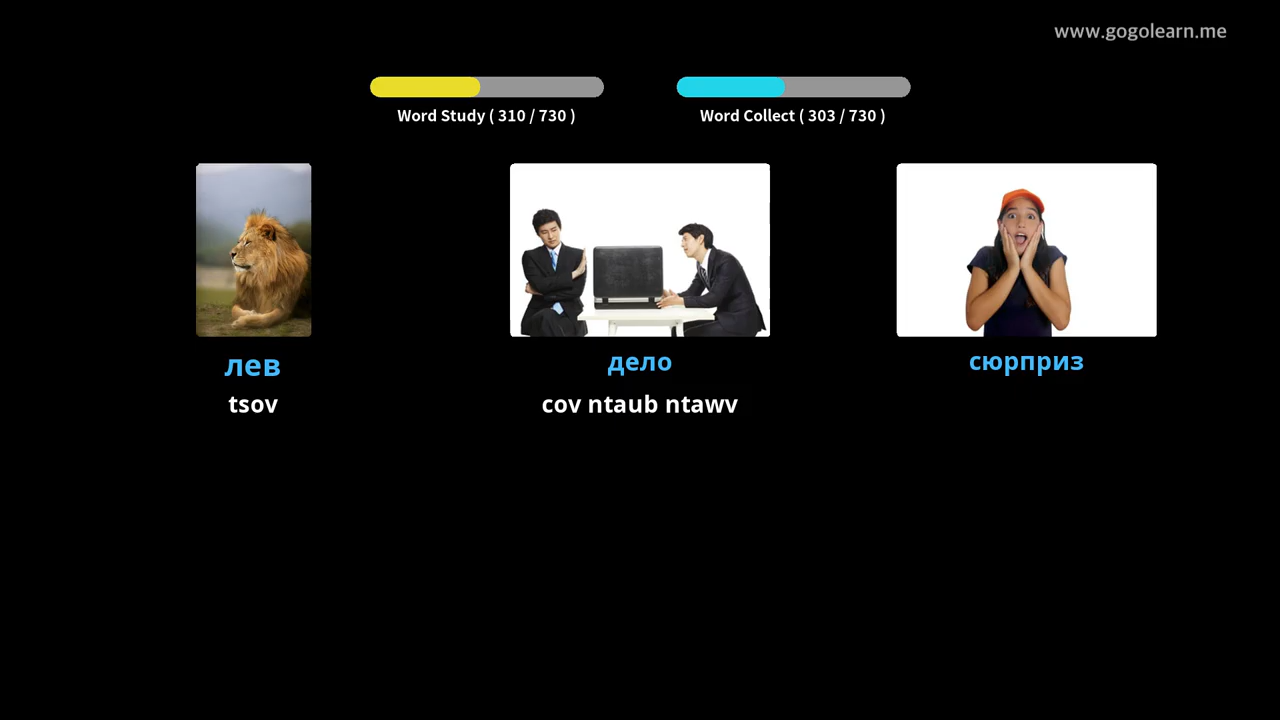 www.gogolearn.me
Word Study ( 310 / 730 )
Word Collect ( 303 / 730 )
лев
дело
сюрприз
tsov
cov ntaub ntawv